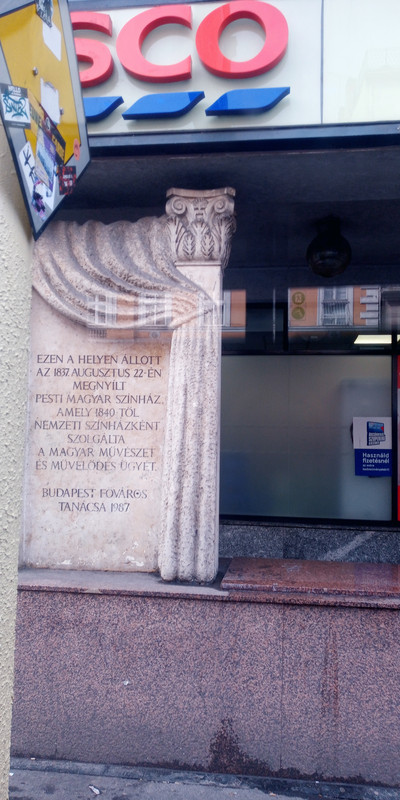 SCO
EZEN A HELYEN ÁLLOTT
AZ 1837 AUGUSZTUS 22-ÉN
MEGNYÍLT
PESTI MAGYAR SZÍNHÁZ,
AMELY 1840-TŐL
NEMZETI SZÍNHÁZKÉNT
SZOLGÁLTA
A MAGYAR MŰVÉSZET
ÉS MŰVELŐDÉS ÜGYÉT.
BUDAPEST FŐVÁROS
TANÁCSA 1987
Használd
fizetésnél